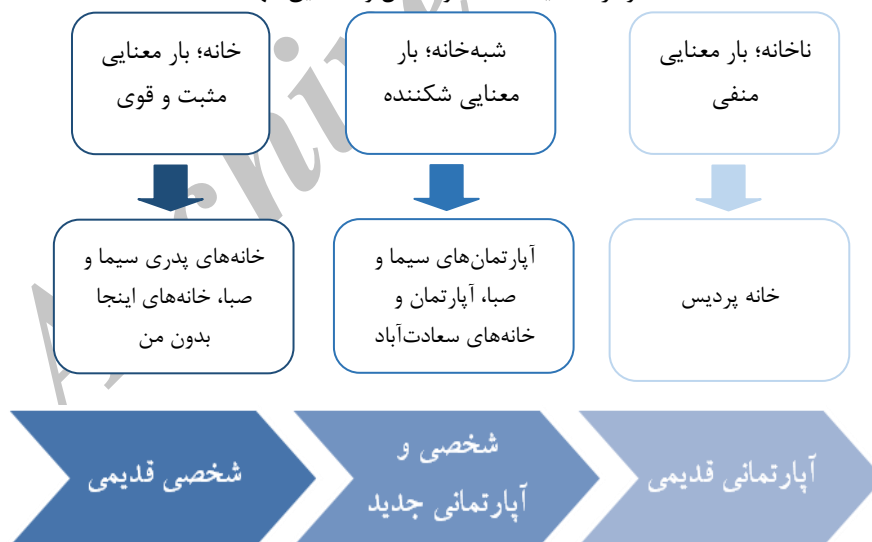 ناخانه؛ بار معنایی
منفی
شبه‌خانه؛ بار
معنایی شکننده
خانه؛ بار معنایی
مثبت و قوی
خانه پردیس
آپارتمان‌های سیما و
صبا، آپارتمان و
خانه‌های سعادت‌آباد
خانه‌های پدری سیما و
صبا، خانه‌های اینجا
بدون من
آپارتمانی قدیمی
شخصی و
آپارتمانی جدید
شخصی قدیمی